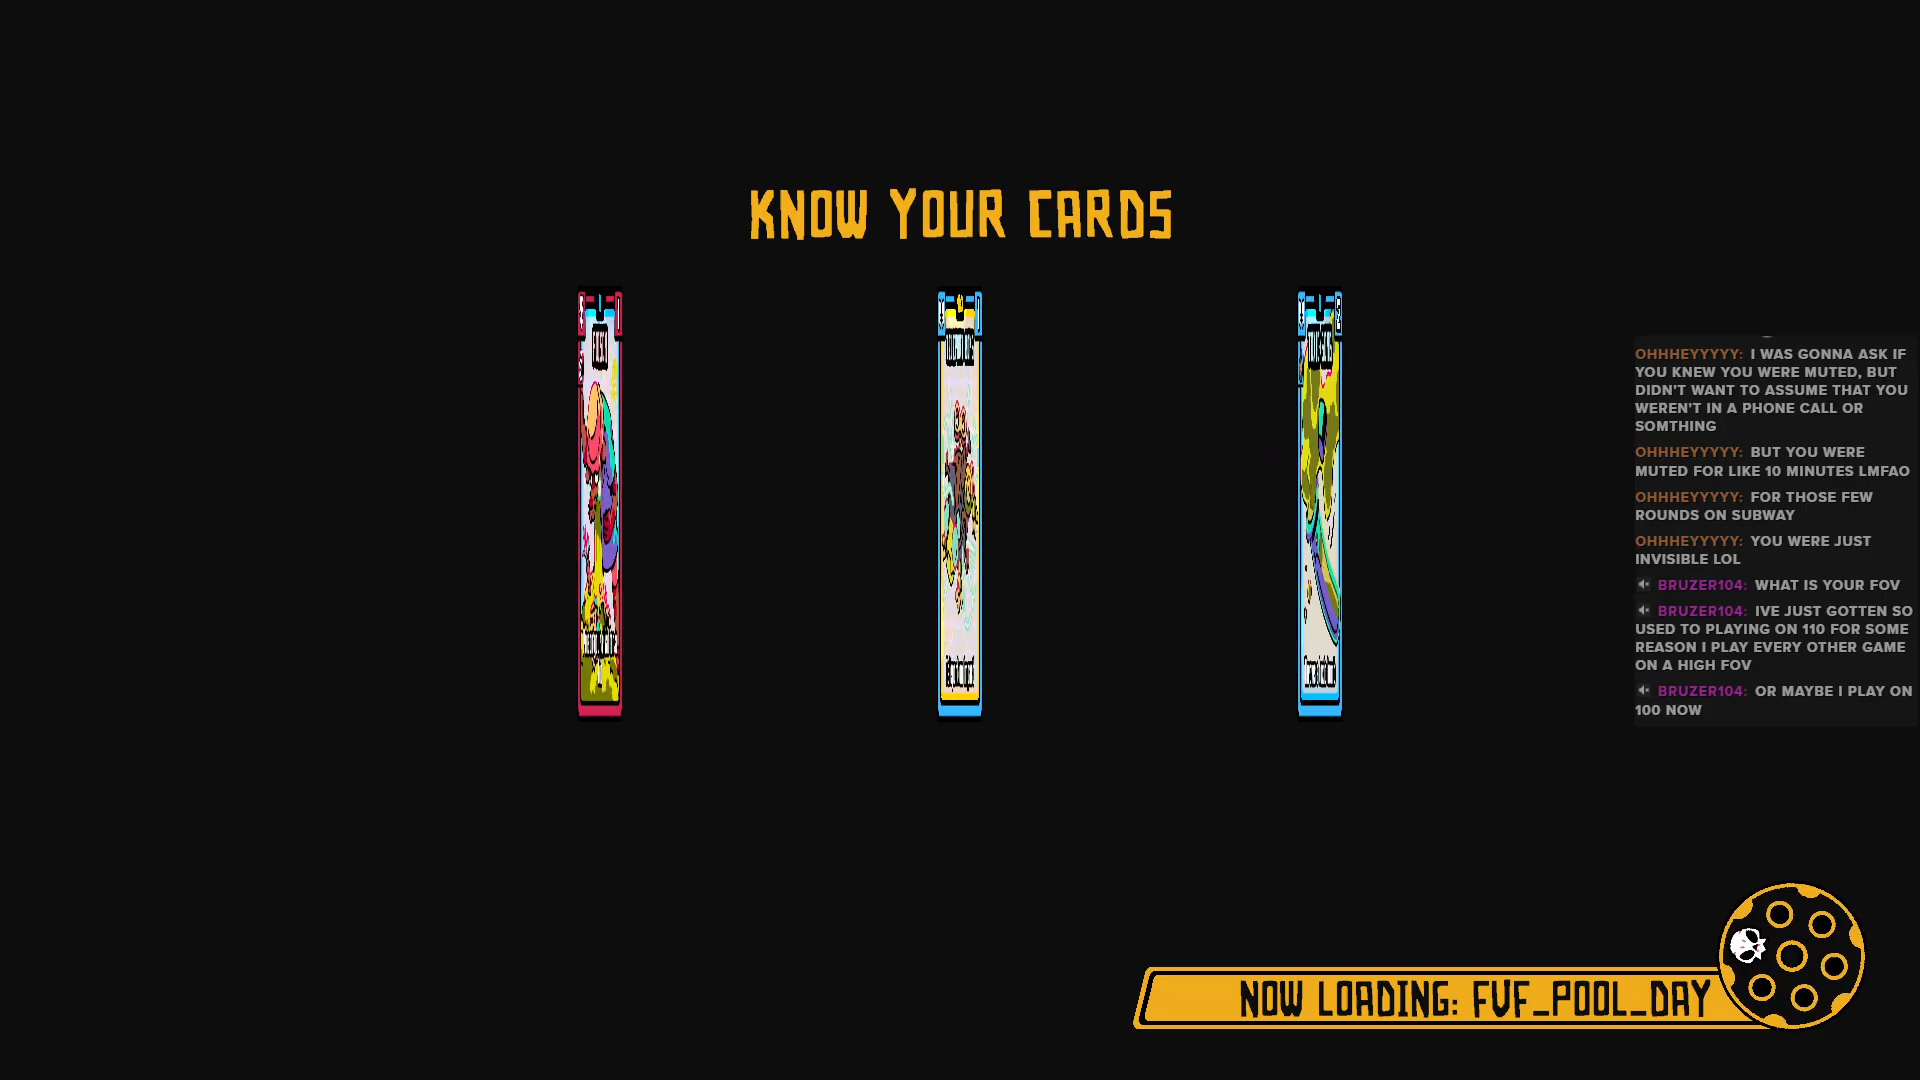 KNOW YOUR CARDS
OHHHEYYYYY: I WAS GONNA ASK IF
YOU KNEW YOU WERE MUTED, BUT
DIDN'T WANT TO ASSUME THAT YOU
WEREN'T IN A PHONE CALL OR
SOMTHING
OHHHEYYYYY: BUT YOU WERE
MUTED FOR LIKE 10 MINUTES LMFAO
OHHHEYYYYY: FOR THOSE FEW
ROUNDS ON SUBWAY
OHHHEYYYYY: YOU WERE JUST
INVISIBLE LOL
BRUZER104: WHAT IS YOUR FOV
BRUZER104: IVE JUST GOTTEN SO
USED TO PLAYING ON 110 FOR SOME
REASON I PLAY EVERY OTHER GAME
ON A HIGH FOV
BRUZER104: OR MAYBE I PLAY ON
100 NOW
NOW LOADING: FVF_POOL_DAY